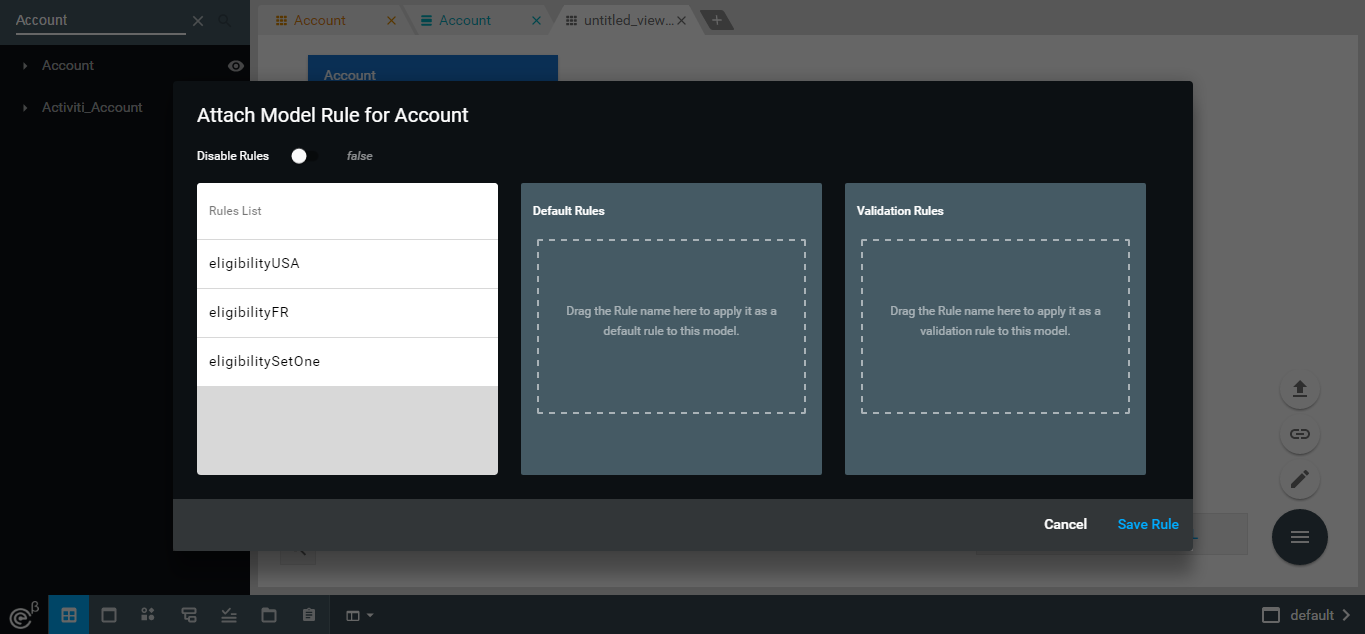 Account
Account
Account
untitled_view...
Account
Activiti_Account
Account
Attach Model Rule for Account
Disable Rules
false
Rules List
eligibilityUSA
eligibilityFR
eligibilitySetOne
Default Rules
Drag the Rule name here to apply it as a
default rule to this model.
Validation Rules
Drag the Rule name here to apply it as a
validation rule to this model.
Cancel
Save Rule
e β
default